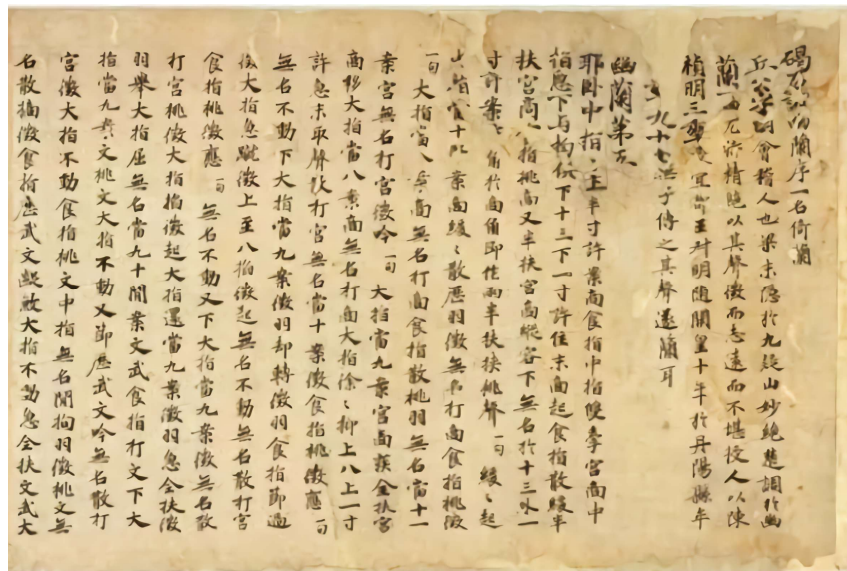 碣石調幽蘭序一名倚蘭
丘公字明會稽人也梁末隱於九疑山妙絕楚調於幽
蘭一曲尤特精絕以其聲微而志遠而不堪授人以陳
禎明三年授宜都王叔明隨開皇十年於丹陽縣卒
年九十七無子傳之其聲遂簡耳
幽蘭第五
耶卧中指十上半寸許案商食指中指雙牽宮商中
指急下与拘俱下十三下一寸許住末商起食指散緩半
扶宮商食指挑商又半扶宮商縱容下無名於十三外一
寸許案商角於商角即作兩半扶挾挑聲一句緩緩起
指當十案商緩緩散歷羽徵無名打商食指挑徵
一句大指當八案商無名打商食指散挑羽無名當十一
案宮無名打宮徵吟一句大指當九案宮商疾全扶宮
商移大指當八案商無名打商大指徐徐抑上八上一寸
許急末取聲散打宮無名當十案徵食指挑徵應一句
無名不動下大指當九案徵羽却轉徵羽食指節過
徵大指急蹴徵上至八掐徵起無名不動無名散打宮
食指挑徵應一句無名不動又下大指當九案徵無名散
打宮挑徵大指掐徵起大指還當九案徵羽急全扶徵
羽舉大指屈無名當九十間案文武食指打文下大
指當九案文挑文大指不動又節歷武文吟無名散打
宮徵大指不動食指挑文中指無名間拘羽徵挑文無
名散摘徵食指歷武文蹴歔大指不動急全扶文武大